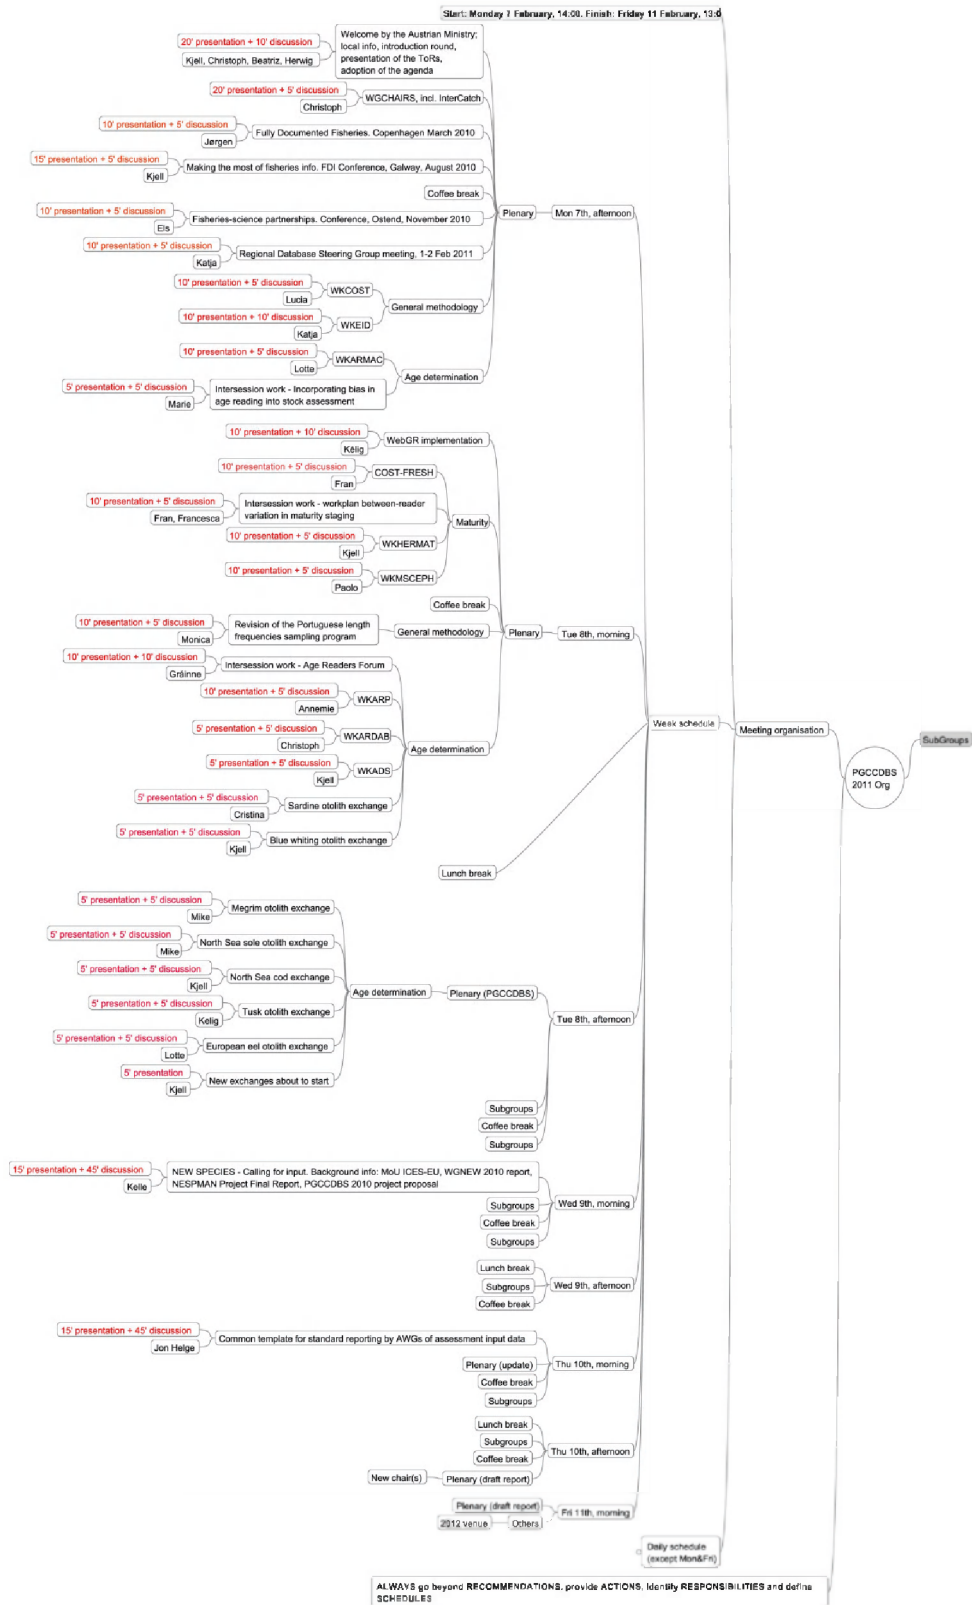 Start: Monday 7 February, 14:00. Finish: Friday 11 February, 13:0
20' presentation + 10' discussion
Kjell, Christoph, Beatriz, Herwig
Welcome by the Austrian Ministry;
local info, introduction round,
presentation of the ToRs,
adoption of the agenda
20' presentation + 5' discussion
Christoph
WGCHAIRS, incl. InterCatch
10' presentation + 5' discussion
Jørgen
Fully Documented Fisheries. Copenhagen March 2010
15' presentation + 5' discussion
Kjell
Making the most of fisheries info. FDI Conference, Galway, August 2010
Coffee break
10' presentation + 5' discussion
Els
Fisheries-science partnerships. Conference, Ostend, November 2010
10' presentation + 5' discussion
Katja
Regional Database Steering Group meeting, 1-2 Feb 2011
10' presentation + 5' discussion
Lucia
WKCOST
10' presentation + 10' discussion
Katja
WKEID
General methodology
10' presentation + 5' discussion
Lotte
WKARMAC
5' presentation + 5' discussion
Marie
Intersession work - Incorporating bias in
age reading into stock assessment
Age determination
Plenary
Mon 7th, afternoon
10' presentation + 10' discussion
Kélig
WebGR implementation
10' presentation + 5' discussion
Fran
COST-FRESH
10' presentation + 5' discussion
Fran, Francesca
Intersession work - workplan between-reader
variation in maturity staging
10' presentation + 5' discussion
Kjell
WKHERMAT
10' presentation + 5' discussion
Paolo
WKMSCEPH
Maturity
Coffee break
10' presentation + 5' discussion
Monica
Revision of the Portuguese length
frequencies sampling program
General methodology
10' presentation + 10' discussion
Gráinne
Intersession work - Age Readers Forum
10' presentation + 5' discussion
Annemie
WKARP
5' presentation + 5' discussion
Christoph
WKARDAB
5' presentation + 5' discussion
Kjell
WKADS
5' presentation + 5' discussion
Cristina
Sardine otolith exchange
5' presentation + 5' discussion
Kjell
Blue whiting otolith exchange
Age determination
Plenary
Tue 8th, morning
Lunch break
5' presentation + 5' discussion
Mike
Megrim otolith exchange
5' presentation + 5' discussion
Mike
North Sea sole otolith exchange
5' presentation + 5' discussion
Kjell
North Sea cod exchange
5' presentation + 5' discussion
Kelig
Tusk otolith exchange
5' presentation + 5' discussion
Lotte
European eel otolith exchange
5' presentation
Kjell
New exchanges about to start
Age determination
Plenary (PGCCDBS)
Subgroups
Coffee break
Subgroups
Tue 8th, afternoon
15' presentation + 45' discussion
Kelle
NEW SPECIES - Calling for input. Background info: MoU ICES-EU, WGNEW 2010 report,
NESPMAN Project Final Report, PGCCDBS 2010 project proposal
Subgroups
Coffee break
Subgroups
Wed 9th, morning
Lunch break
Subgroups
Coffee break
Wed 9th, afternoon
15' presentation + 45' discussion
Jon Helge
Common template for standard reporting by AWGs of assessment input data
Plenary (update)
Coffee break
Subgroups
Thu 10th, morning
Lunch break
Subgroups
Coffee break
New chair(s)
Plenary (draft report)
Thu 10th, afternoon
Plenary (draft report)
2012 venue
Others
Fri 11th, morning
Week schedule
Daily schedule
(except Mon&Fri)
Meeting organisation
PGCCDBS
2011 Org
SubGroups
ALWAYS go beyond RECOMMENDATIONS, provide ACTIONS, identify RESPONSIBILITIES and define
SCHEDULES